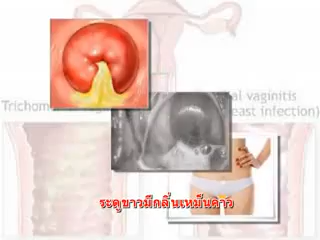 Trichom
al vaginitis
east infection)
ระดูขาวมีกลิ่นเหม็นคาว